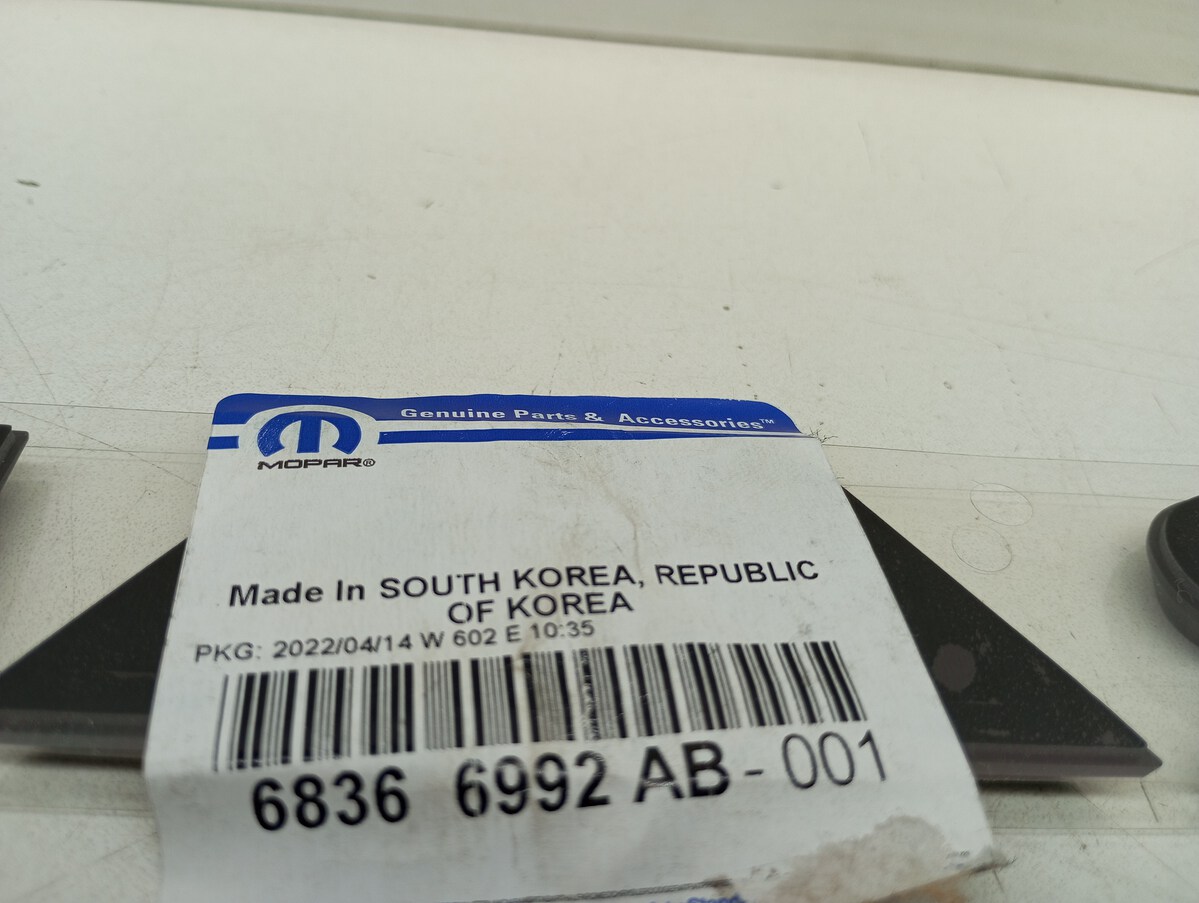 Genuine Parts & Accessories™
MOPAR®
Made In SOUTH KOREA, REPUBLIC
OF KOREA
PKG: 2022/04/14 W 602 E 10:35
6836 6992 AB - 001